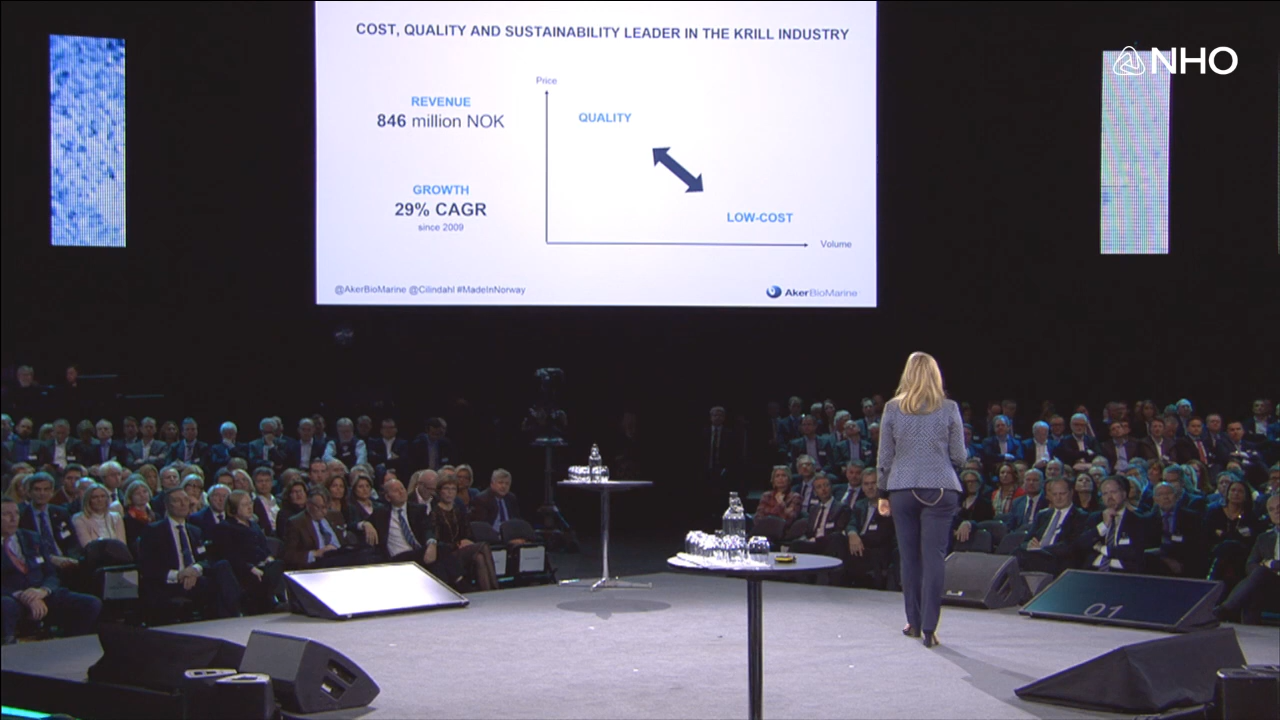 COST, QUALITY AND SUSTAINABILITY LEADER IN THE KRILL INDUSTRY
NHO
Price
REVENUE
846 million NOK
QUALITY
GROWTH
29% CAGR
since 2009
LOW-COST
Volume
@AkerBioMarine @Cilindahl #MadeInNorway
AkerBioMarine
01